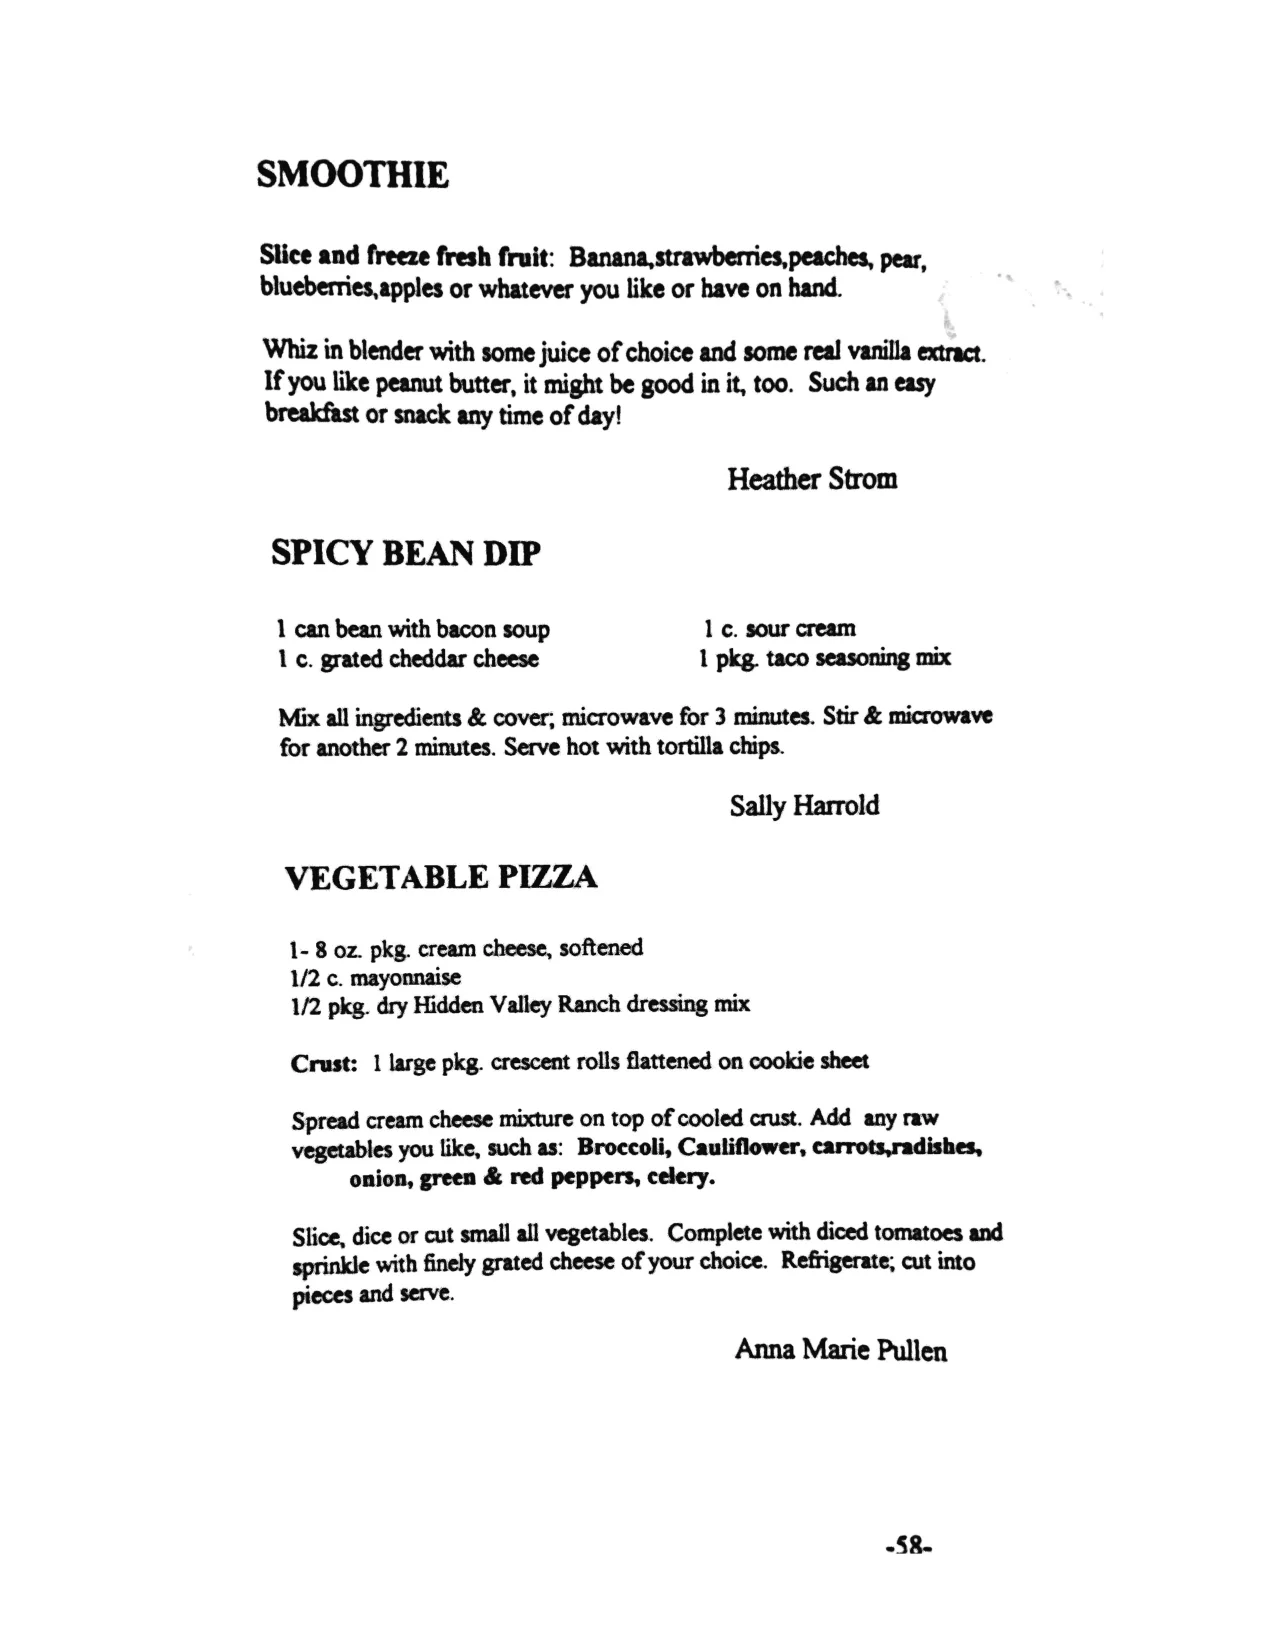 SMOOTHIE
Slice and freeze fresh fruit: Banana,strawberries,peaches, pear,
blueberries,apples or whatever you like or have on hand.
Whiz in blender with some juice of choice and some real vanilla extract.
If you like peanut butter, it might be good in it, too. Such an easy
breakfast or snack any time of day!
Heather Strom
SPICY BEAN DIP
1 can bean with bacon soup 1 c. sour cream
1 c. grated cheddar cheese 1 pkg. taco seasoning mix
Mix all ingredients & cover; microwave for 3 minutes. Stir & microwave
for another 2 minutes. Serve hot with tortilla chips.
Sally Harrold
VEGETABLE PIZZA
1- 8 oz. pkg. cream cheese, softened
1/2 c. mayonnaise
1/2 pkg. dry Hidden Valley Ranch dressing mix
Crust: 1 large pkg. crescent rolls flattened on cookie sheet
Spread cream cheese mixture on top of cooled crust. Add any raw
vegetables you like, such as: Broccoli, Cauliflower, carrots,radishes,
onion, green & red peppers, celery.
Slice, dice or cut small all vegetables. Complete with diced tomatoes and
sprinkle with finely grated cheese of your choice. Refrigerate; cut into
pieces and serve.
Anna Marie Pullen
-58-